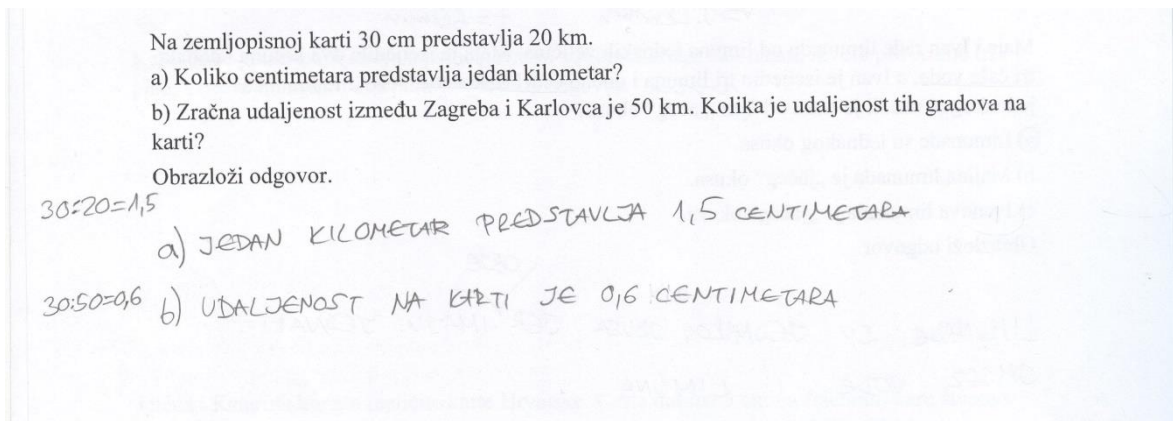 Na zemljopisnoj karti 30 cm predstavlja 20 km.
a) Koliko centimetara predstavlja jedan kilometar?
b) Zračna udaljenost između Zagreba i Karlovca je 50 km. Kolika je udaljenost tih gradova na
karti?
Obrazloži odgovor.
30:20=1,5
a) JEDAN KILOMETAR PREDSTAVLJA 1,5 CENTIMETARA
30:50=0,6 b) UDALJENOST NA KARTI JE 0,6 CENTIMETARA